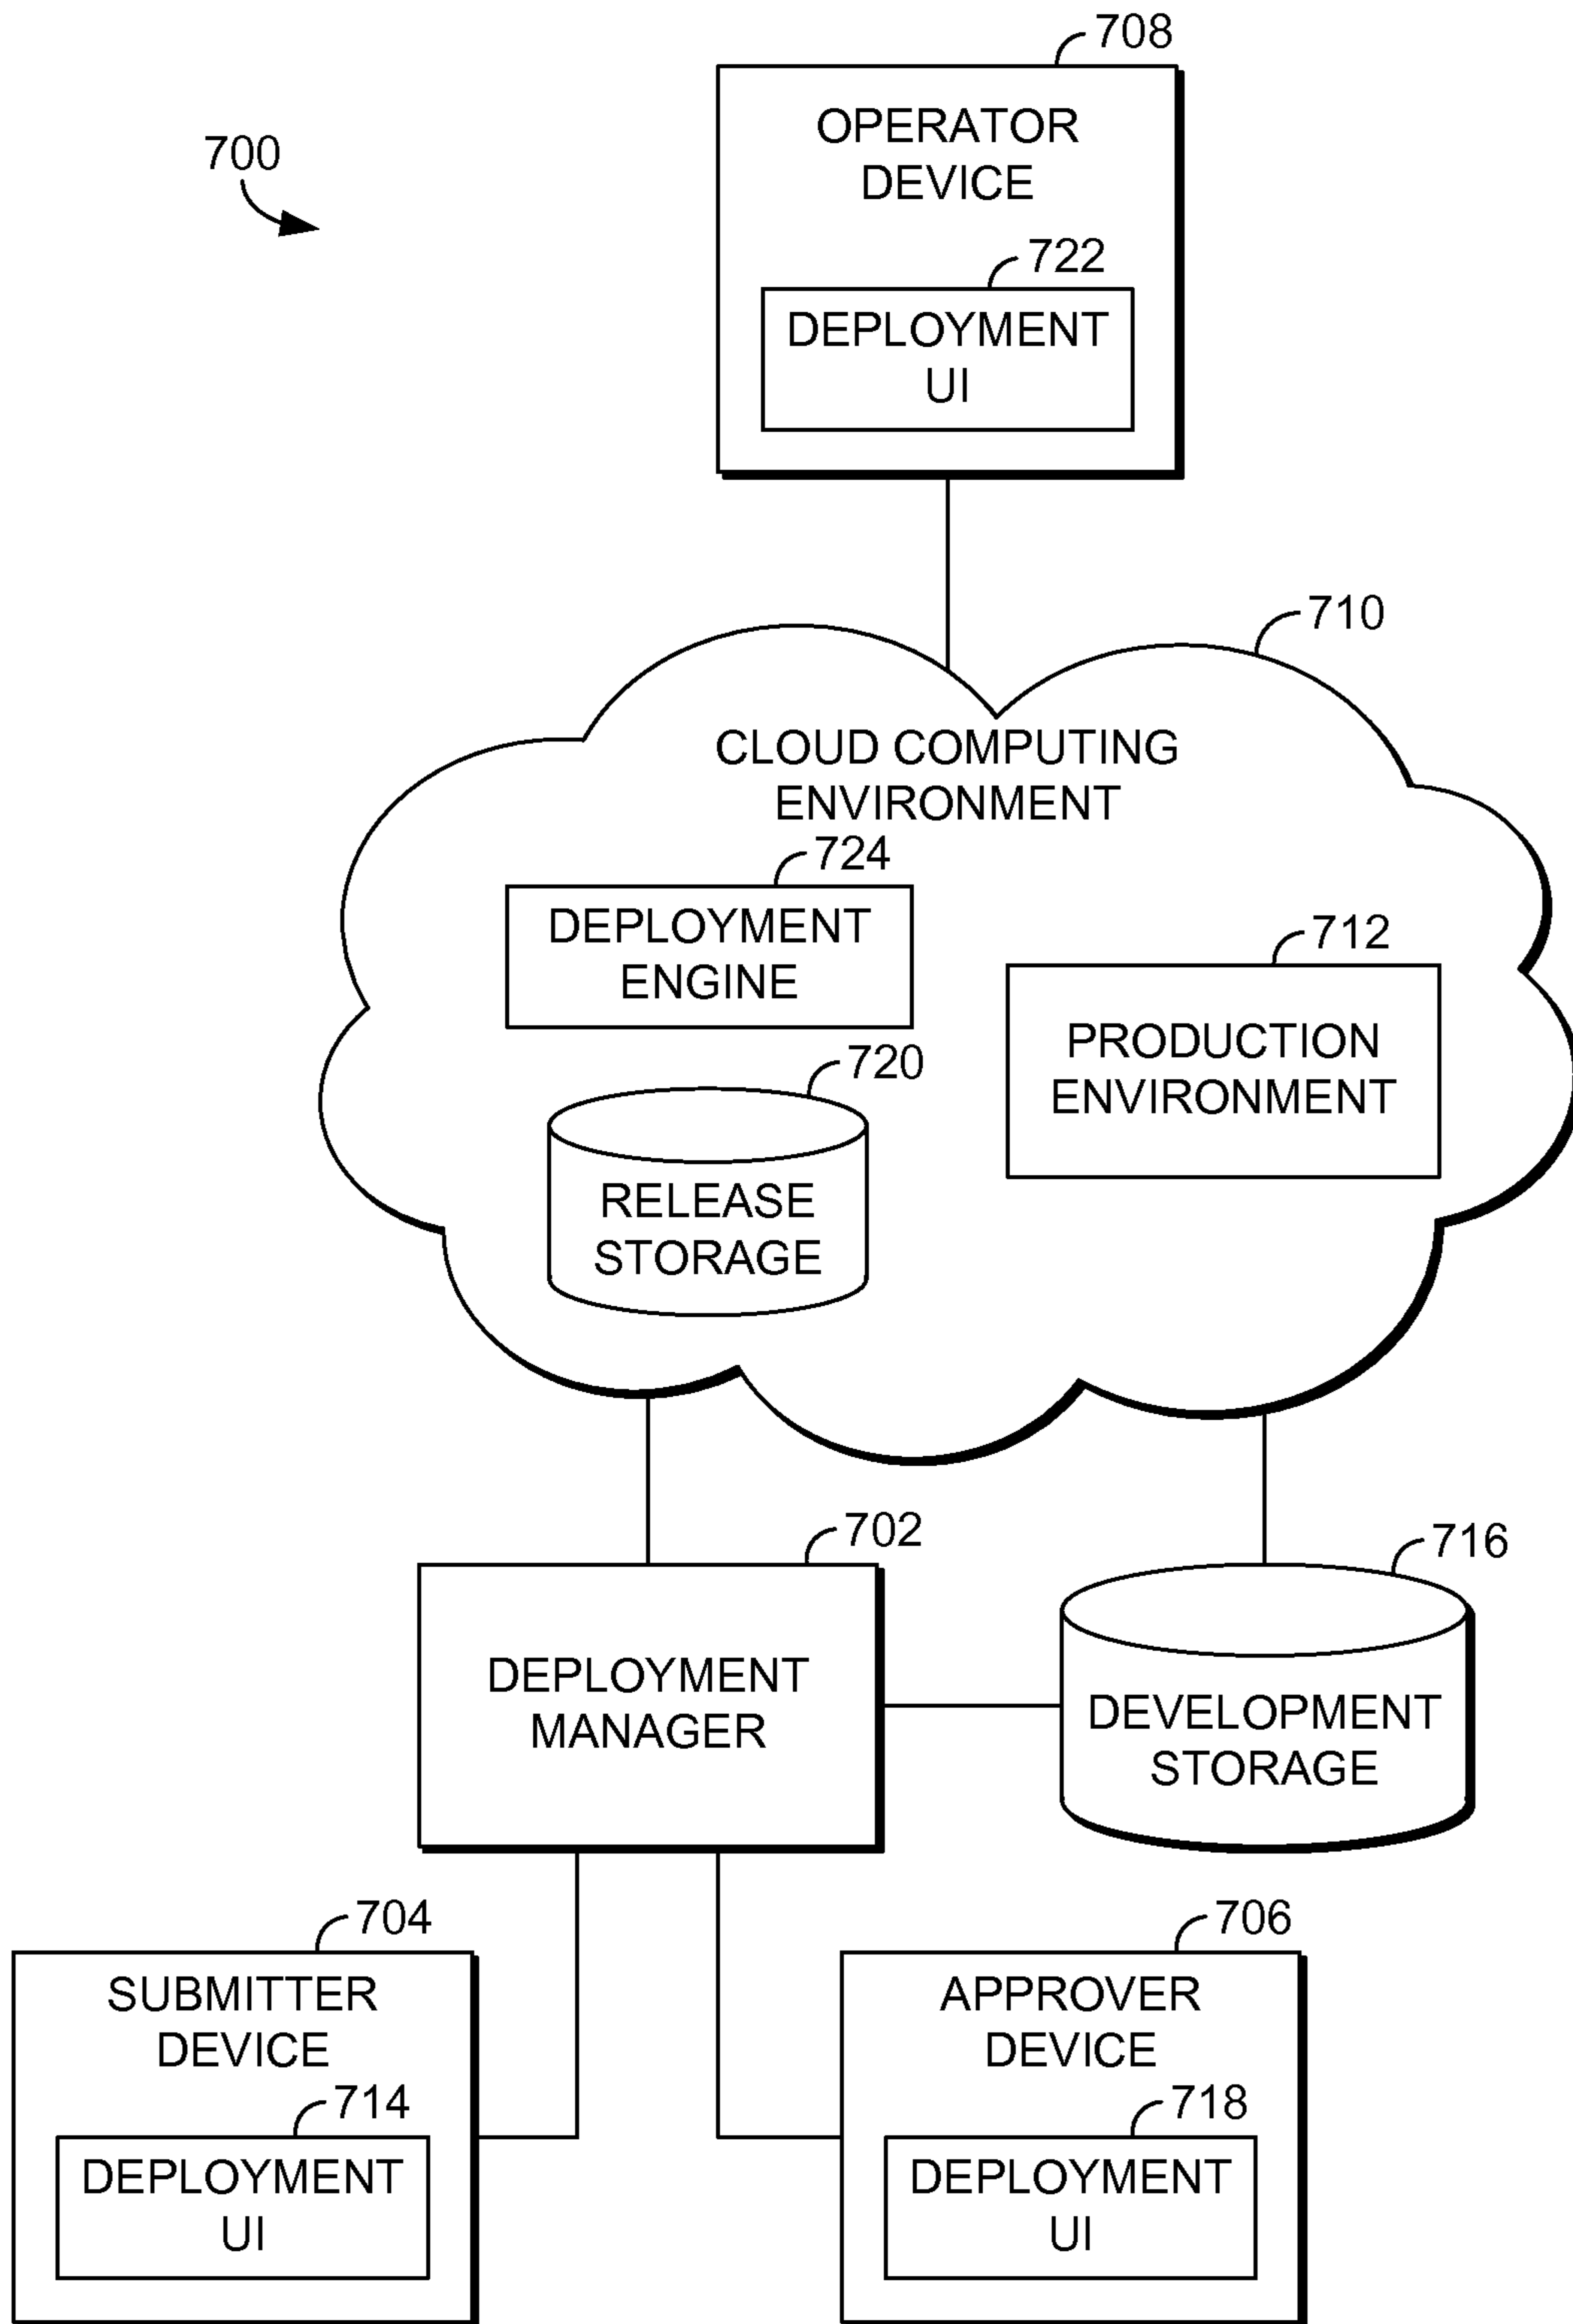 708
OPERATOR
DEVICE
700
722
DEPLOYMENT
UI
710
CLOUD COMPUTING
ENVIRONMENT
724
DEPLOYMENT
ENGINE
712
PRODUCTION
ENVIRONMENT
720
RELEASE
STORAGE
702
DEPLOYMENT
MANAGER
716
DEVELOPMENT
STORAGE
704
SUBMITTER
DEVICE
714
DEPLOYMENT
UI
706
APPROVER
DEVICE
718
DEPLOYMENT
UI